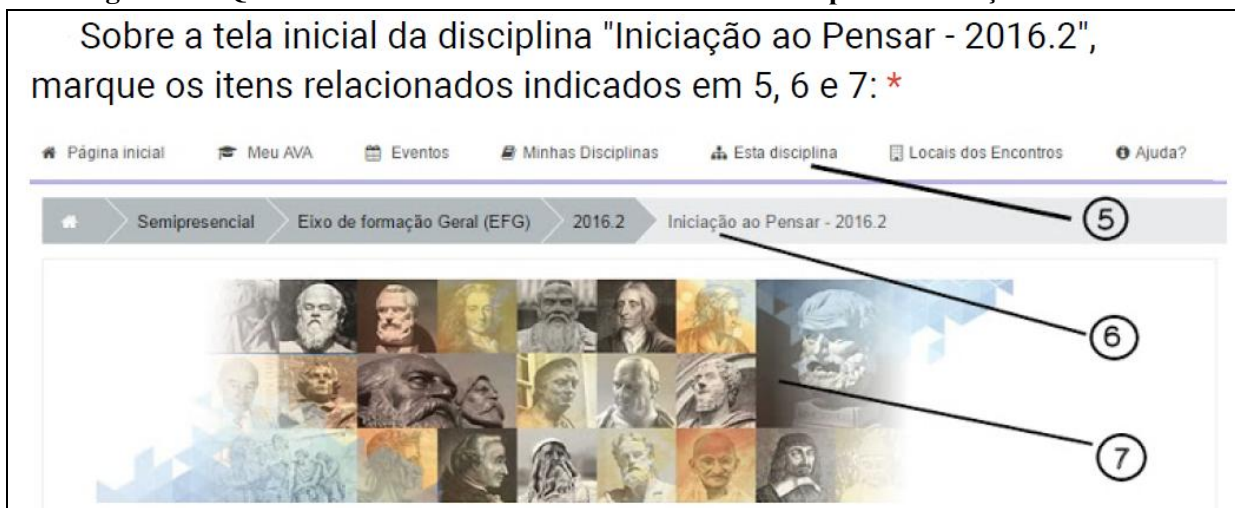 Sobre a tela inicial da disciplina "Iniciação ao Pensar - 2016.2",
marque os itens relacionados indicados em 5, 6 e 7: *
Página inicial Meu AVA Eventos Minhas Disciplinas Esta disciplina Locais dos Encontros Ajuda?
Semipresencial Eixo de formação Geral (EFG) 2016.2 Iniciação ao Pensar - 2016.2
5
6
7